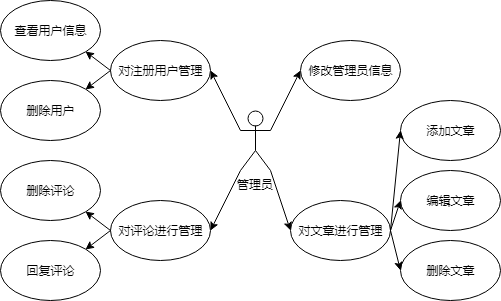 查看用户信息
对注册用户管理
修改管理员信息
删除用户
添加文章
管理员
删除评论
编辑文章
对评论进行管理
对文章进行管理
回复评论
删除文章